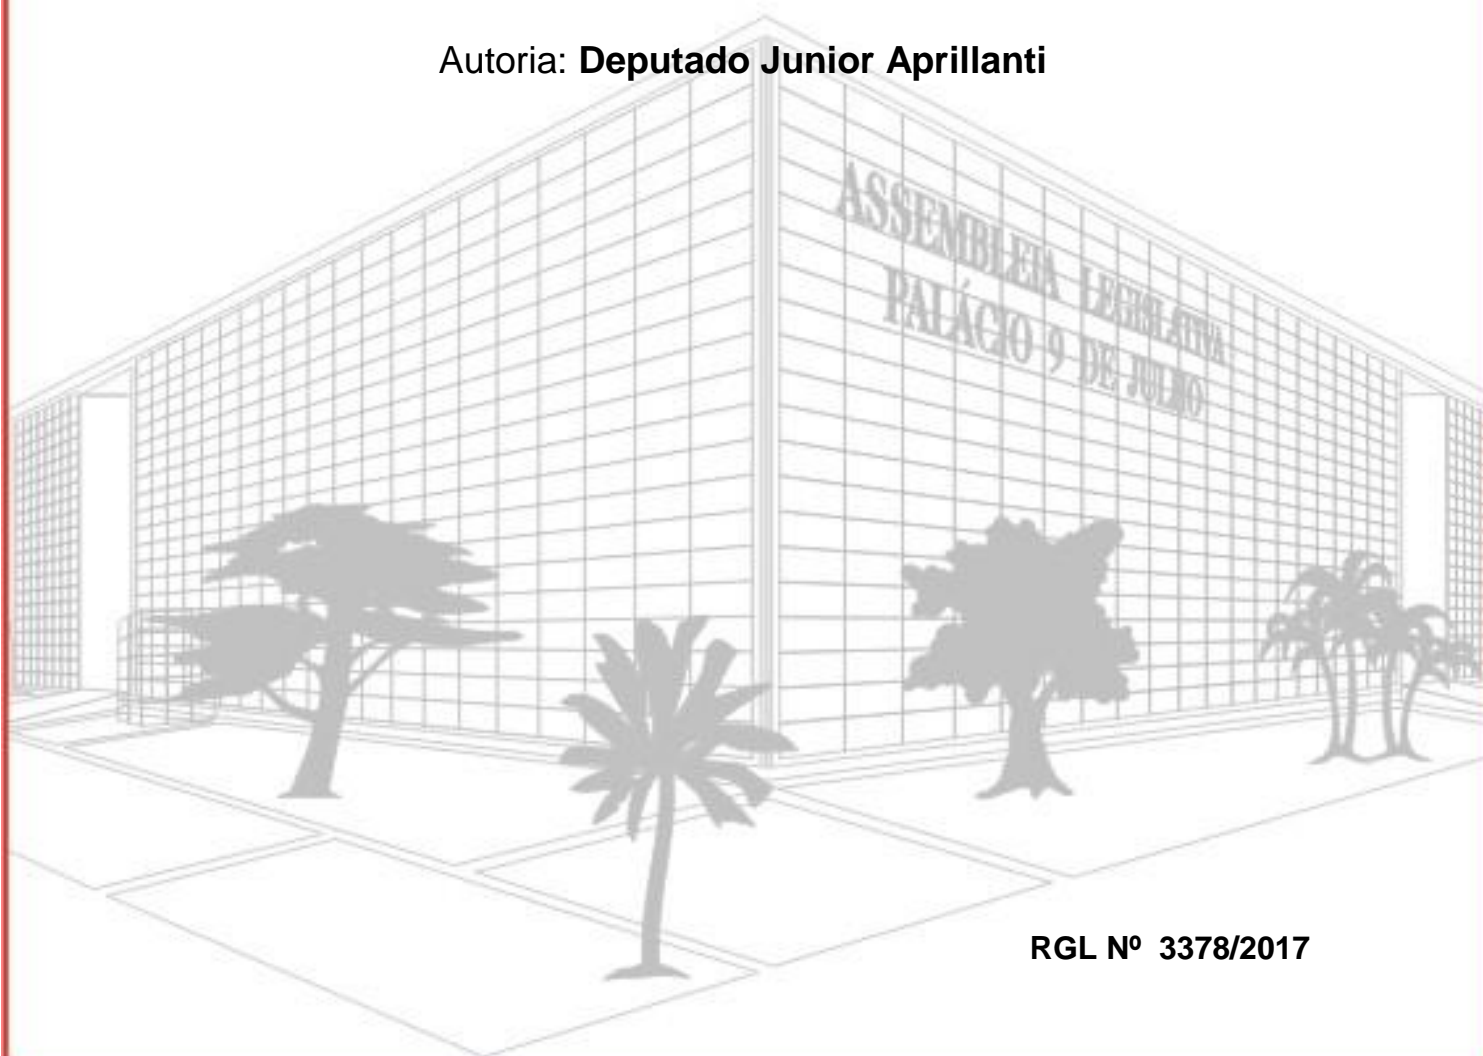 Autoria: Deputado Junior Aprillanti
ASSEMBLEIA LEGISLATIVA
PALÁCIO 9 DE JULHO
RGL Nº 3378/2017